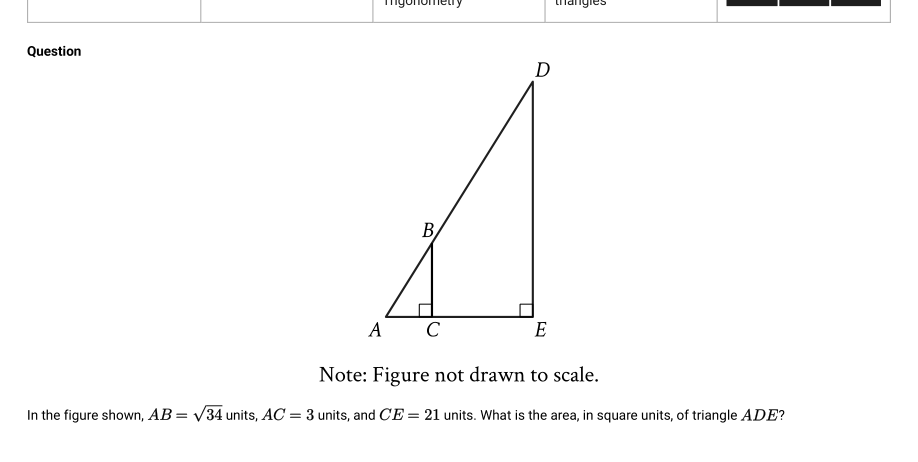 Trigonometry
triangles
Question
D
B
A
C
E
Note: Figure not drawn to scale.
In the figure shown, AB = √34 units, AC = 3 units, and CE = 21 units. What is the area, in square units, of triangle ADE?